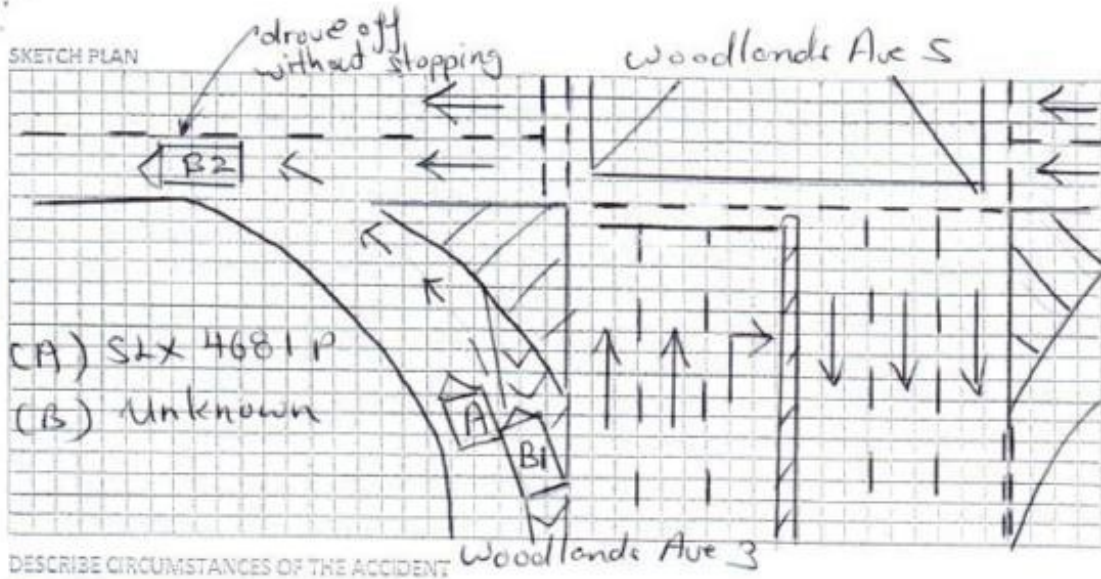 SKETCH PLAN
drove off
without stopping
Woodlands Ave 5
B2
(A) SLX 4681 P
(B) Unknown
A
B1
DESCRIBE CIRCUMSTANCES OF THE ACCIDENT
Woodlands Ave 3